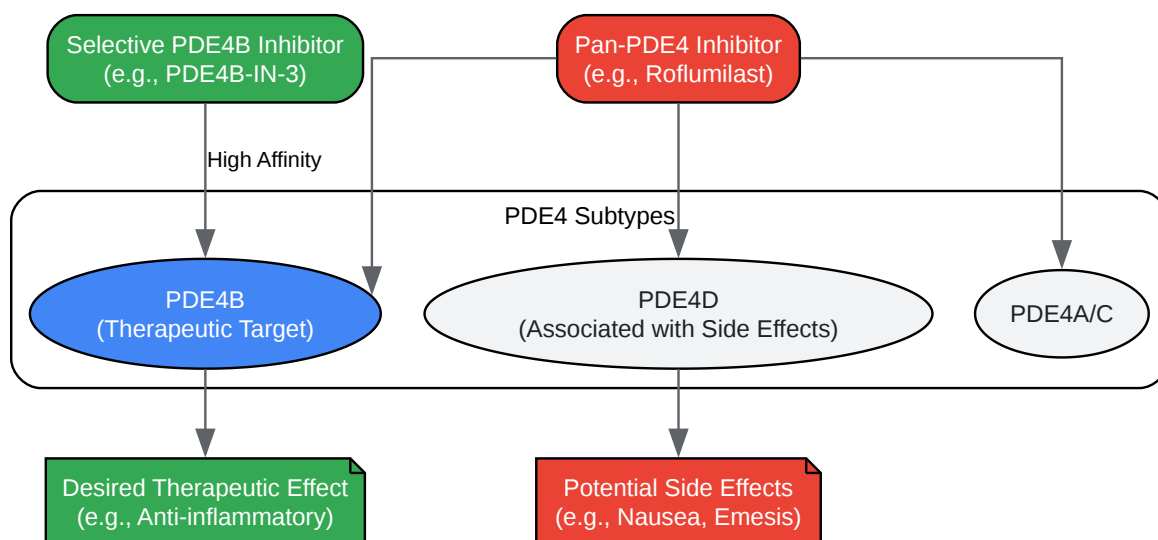 Selective PDE4B Inhibitor
(e.g., PDE4B-IN-3)
Pan-PDE4 Inhibitor
(e.g., Roflumilast)
High Affinity
PDE4 Subtypes
PDE4B
(Therapeutic Target)
PDE4D
(Associated with Side Effects)
PDE4A/C
Desired Therapeutic Effect
(e.g., Anti-inflammatory)
Potential Side Effects
(e.g., Nausea, Emesis)